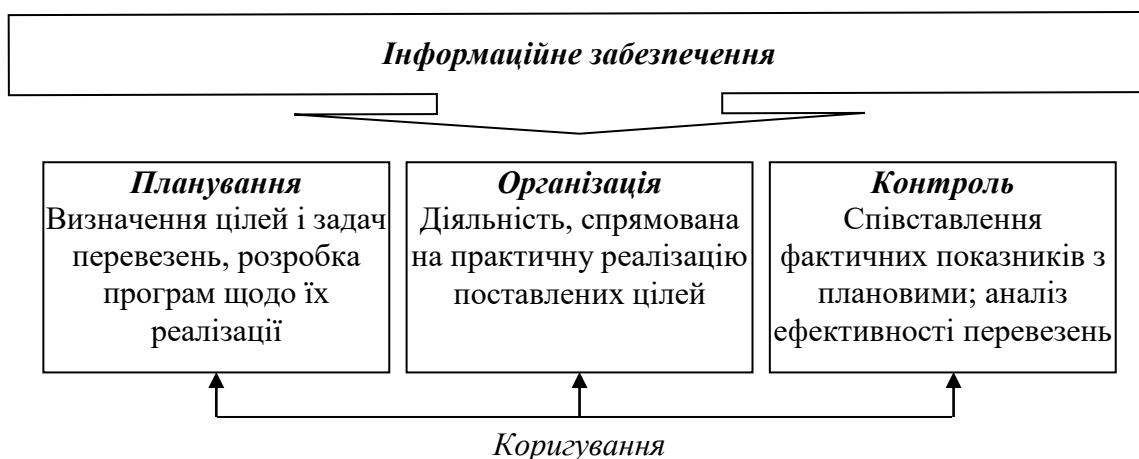 Інформаційне забезпечення
Планування
Визначення цілей і задач
перевезень, розробка
програм щодо їх
реалізації
Організація
Діяльність, спрямована
на практичну реалізацію
поставлених цілей
Контроль
Співставлення
фактичних показників з
плановими; аналіз
ефективності перевезень
Коригування